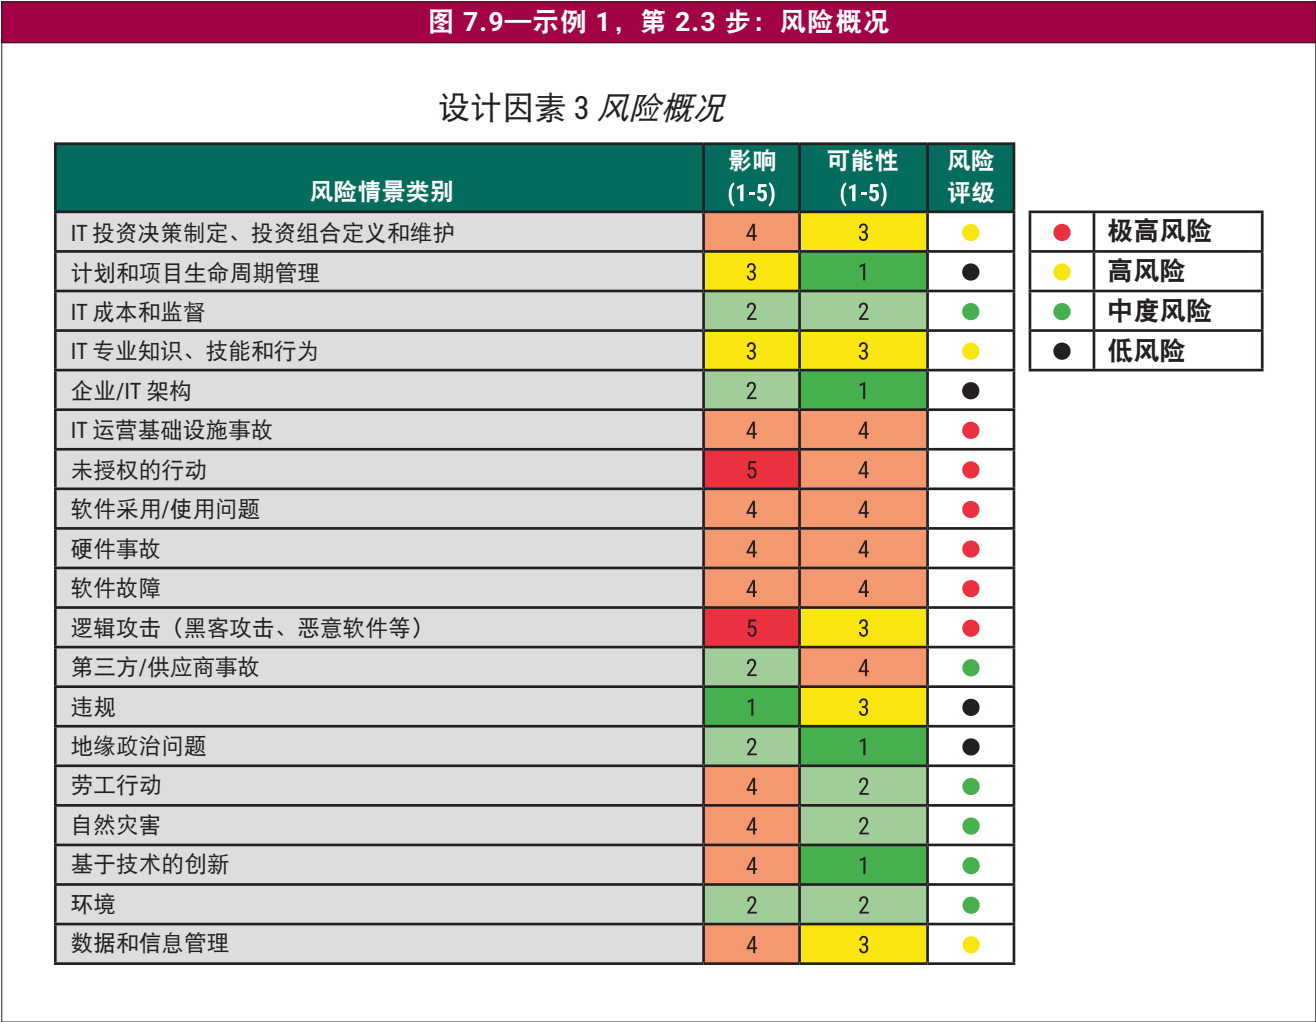 图 7.9—示例 1，第 2.3 步：风险概况
设计因素 3 风险概况
风险情景类别 影响 (1-5) 可能性 (1-5) 风险评级
IT 投资决策制定、投资组合定义和维护 4 3
计划和项目生命周期管理 3 1
IT 成本和监督 2 2
IT 专业知识、技能和行为 3 3
企业/IT 架构 2 1
IT 运营基础设施事故 4 4
未授权的行动 5 4
软件采用/使用问题 4 4
硬件事故 4 4
软件故障 4 4
逻辑攻击（黑客攻击、恶意软件等） 5 3
第三方/供应商事故 2 4
违规 1 3
地缘政治问题 2 1
劳工行动 4 2
自然灾害 4 2
基于技术的创新 4 1
环境 2 2
数据和信息管理 4 3
极高风险
高风险
中度风险
低风险